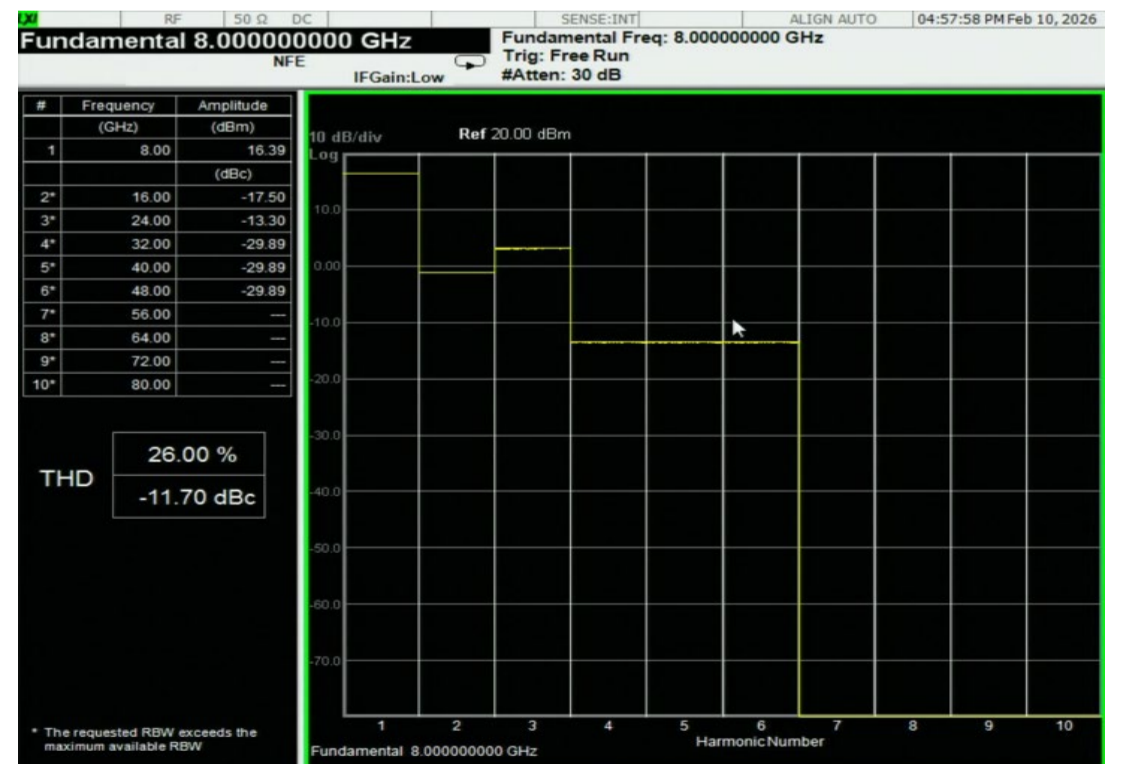 LXI RF 50 Ω DC SENSE:INT ALIGN AUTO 04:57:58 PM Feb 10, 2026
Fundamental 8.000000000 GHz
NFE
IFGain:Low
Fundamental Freq: 8.000000000 GHz
Trig: Free Run
#Atten: 30 dB
# Frequency Amplitude
(GHz) (dBm)
1 8.00 16.39
(dBc)
2* 16.00 -17.50
3* 24.00 -13.30
4* 32.00 -29.89
5* 40.00 -29.89
6* 48.00 -29.89
7* 56.00 ---
8* 64.00 ---
9* 72.00 ---
10* 80.00 ---
THD
26.00 %
-11.70 dBc
* The requested RBW exceeds the
maximum available RBW
10 dB/div Ref 20.00 dBm
Log
10.0
0.00
-10.0
-20.0
-30.0
-40.0
-50.0
-60.0
-70.0
1 2 3 4 5 6 7 8 9 10
Harmonic Number
Fundamental 8.000000000 GHz